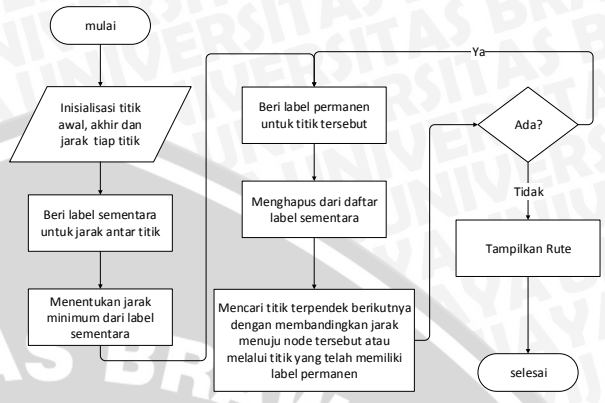 mulai
Inisialisasi titik
awal, akhir dan
jarak tiap titik
Beri label sementara
untuk jarak antar titik
Menentukan jarak
minimum dari label
sementara
Beri label permanen
untuk titik tersebut
Menghapus dari daftar
label sementara
Mencari titik terpendek berikutnya
dengan membandingkan jarak
menuju node tersebut atau
melalui titik yang telah memiliki
label permanen
Ya
Ada?
Tidak
Tampilkan Rute
selesai